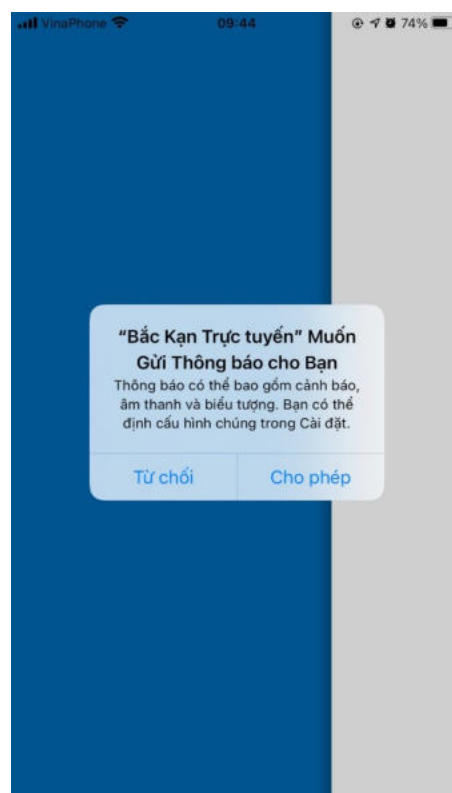 VinaPhone 09:44 74%
“Bắc Kạn Trực tuyến” Muốn
Gửi Thông báo cho Bạn
Thông báo có thể bao gồm cảnh báo,
âm thanh và biểu tượng. Bạn có thể
định cấu hình chúng trong Cài đặt.
Từ chối Cho phép